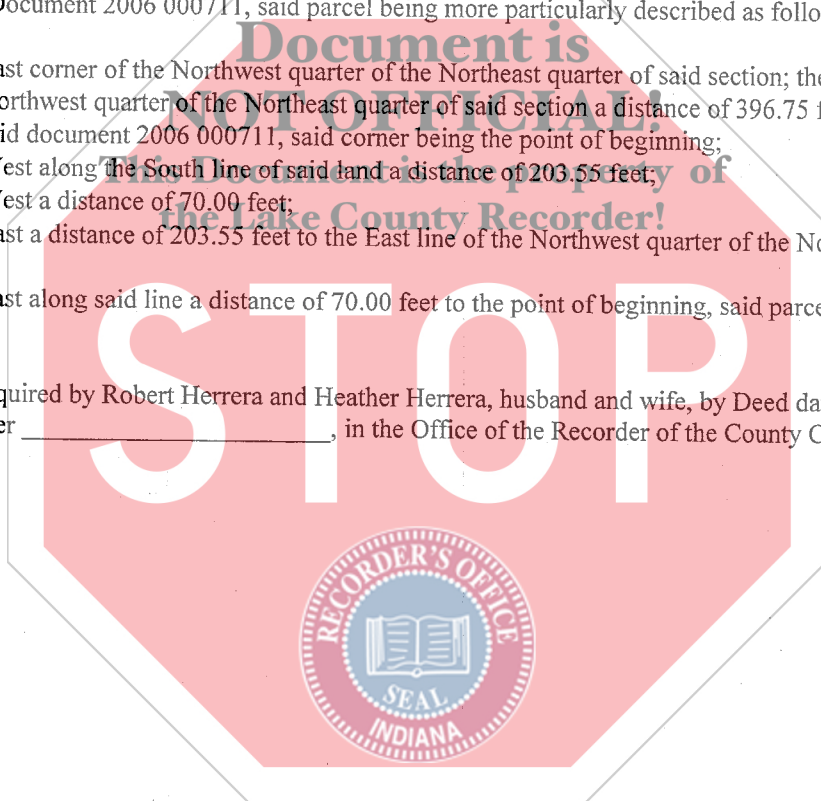 ocument 2006 000711, said parcel being more particularly described as follo
Document is
ast corner of the Northwest quarter of the Northeast quarter of said section; the
orthwest quarter of the Northeast quarter of said section a distance of 396.75 f
NOT OFFICIAL!
id document 2006 000711, said corner being the point of beginning;
est along the South line of said land a distance of 203.55 feet;
This Document is the property of
est a distance of 70.00 feet;
the Lake County Recorder!
ast a distance of 203.55 feet to the East line of the Northwest quarter of the No
ast along said line a distance of 70.00 feet to the point of beginning, said parce
STOP
quired by Robert Herrera and Heather Herrera, husband and wife, by Deed da
er ____________________, in the Office of the Recorder of the County O
RECORDER'S OFFICE
SEAL
INDIANA